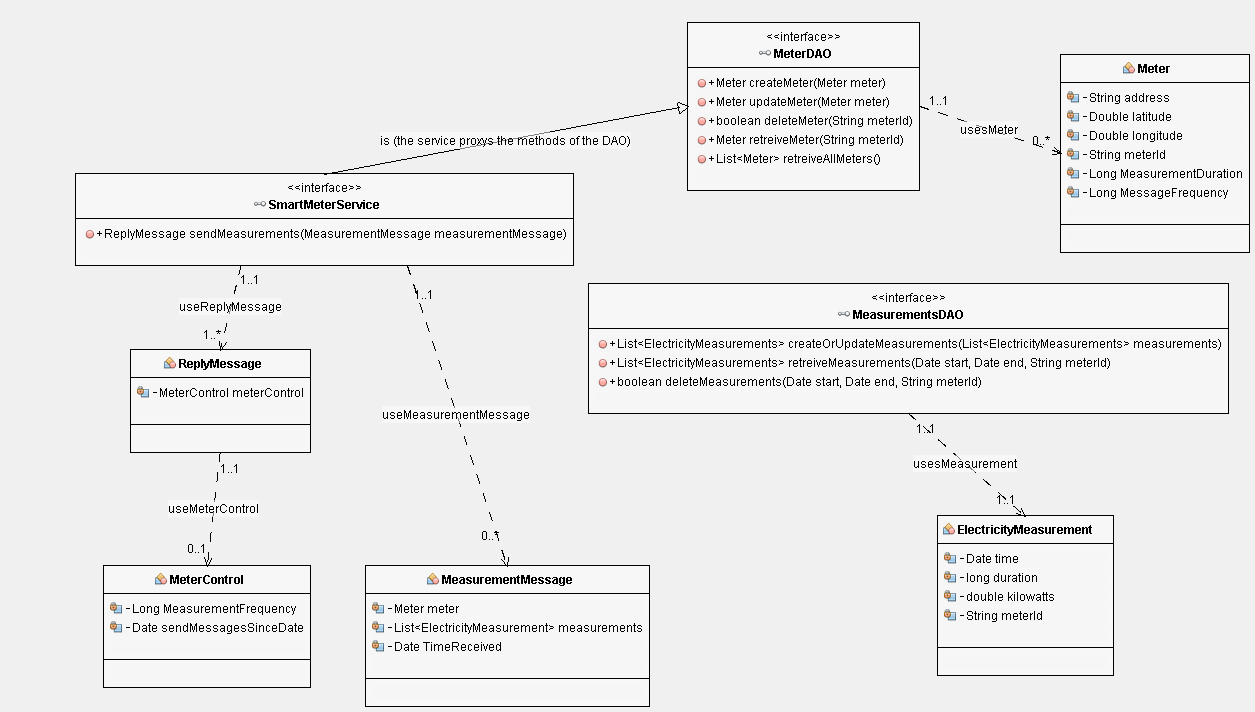 <<interface>>
MeterDAO
+Meter createMeter(Meter meter)
+Meter updateMeter(Meter meter)
+boolean deleteMeter(String meterId)
+Meter retreiveMeter(String meterId)
+List<Meter> retreiveAllMeters()
1..1
usesMeter
0..*
Meter
-String address
-Double latitude
-Double longitude
-String meterId
-Long MeasurementDuration
-Long MessageFrequency
is (the service proxys the methods of the DAO)
<<interface>>
SmartMeterService
+ReplyMessage sendMeasurements(MeasurementMessage measurementMessage)
1..1
useReplyMessage
1..*
1..1
useMeasurementMessage
0..*
<<interface>>
MeasurementsDAO
+List<ElectricityMeasurements> createOrUpdateMeasurements(List<ElectricityMeasurements> measurements)
+List<ElectricityMeasurements> retreiveMeasurements(Date start, Date end, String meterId)
+boolean deleteMeasurements(Date start, Date end, String meterId)
1..1
usesMeasurement
1..1
ReplyMessage
-MeterControl meterControl
1..1
useMeterControl
0..1
MeterControl
-Long MeasurementFrequency
-Date sendMessagesSinceDate
MeasurementMessage
-Meter meter
-List<ElectricityMeasurement> measurements
-Date TimeReceived
ElectricityMeasurement
-Date time
-long duration
-double kilowatts
-String meterId